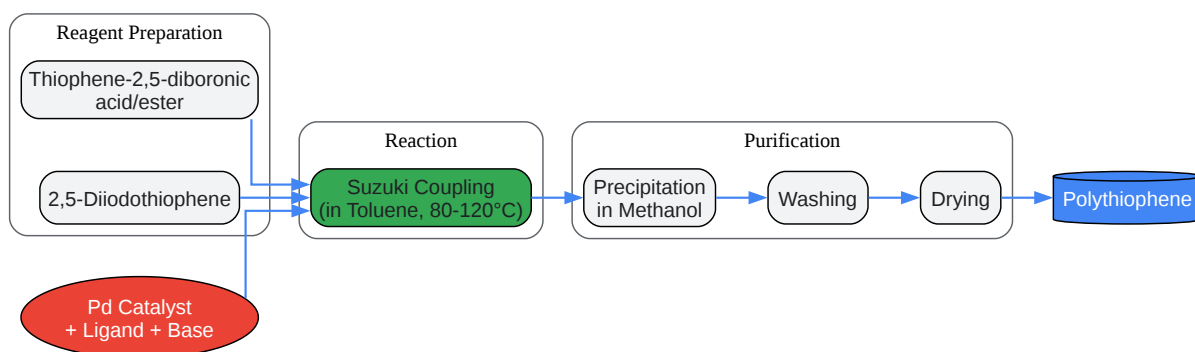 Reagent Preparation
Thiophene-2,5-diboronic
acid/ester
2,5-Diiodothiophene
Pd Catalyst
+ Ligand + Base
Reaction
Suzuki Coupling
(in Toluene, 80-120°C)
Purification
Precipitation
in Methanol
Washing
Drying
Polythiophene